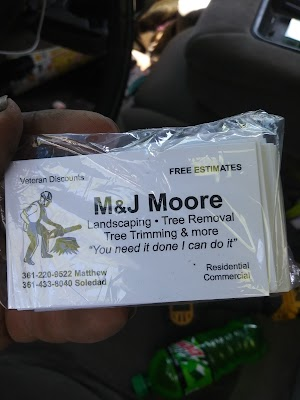 Veteran Discounts
FREE ESTIMATES
M&J Moore
Landscaping • Tree Removal
Tree Trimming & more
"You need it done I can do it"
361-220-9522 Matthew
361-433-8040 Soledad
Residential
Commercial